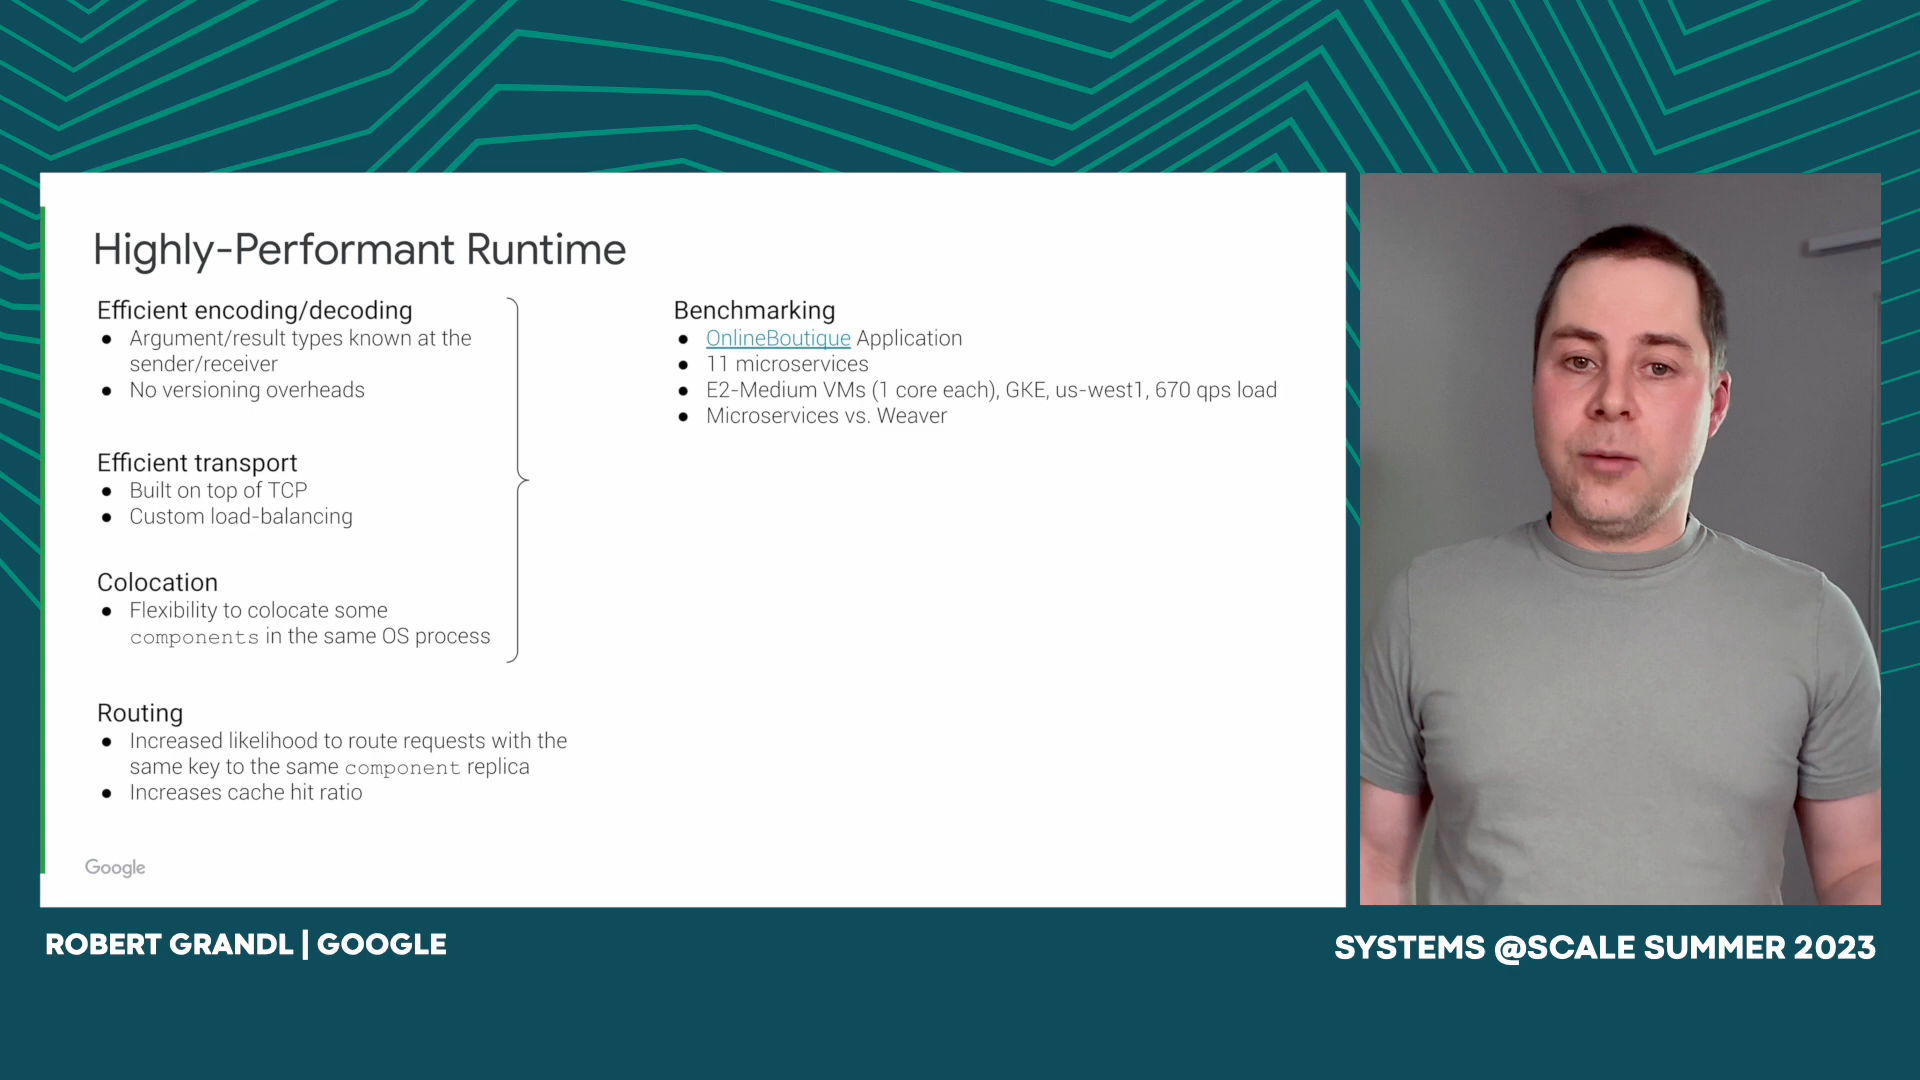 Highly-Performant Runtime
Efficient encoding/decoding
● Argument/result types known at the
sender/receiver
● No versioning overheads
Efficient transport
● Built on top of TCP
● Custom load-balancing
Colocation
● Flexibility to colocate some
components in the same OS process
Routing
● Increased likelihood to route requests with the
same key to the same component replica
● Increases cache hit ratio
Benchmarking
● OnlineBoutique Application
● 11 microservices
● E2-Medium VMs (1 core each), GKE, us-west1, 670 qps load
● Microservices vs. Weaver
Google
ROBERT GRANDL | GOOGLE
SYSTEMS @SCALE SUMMER 2023